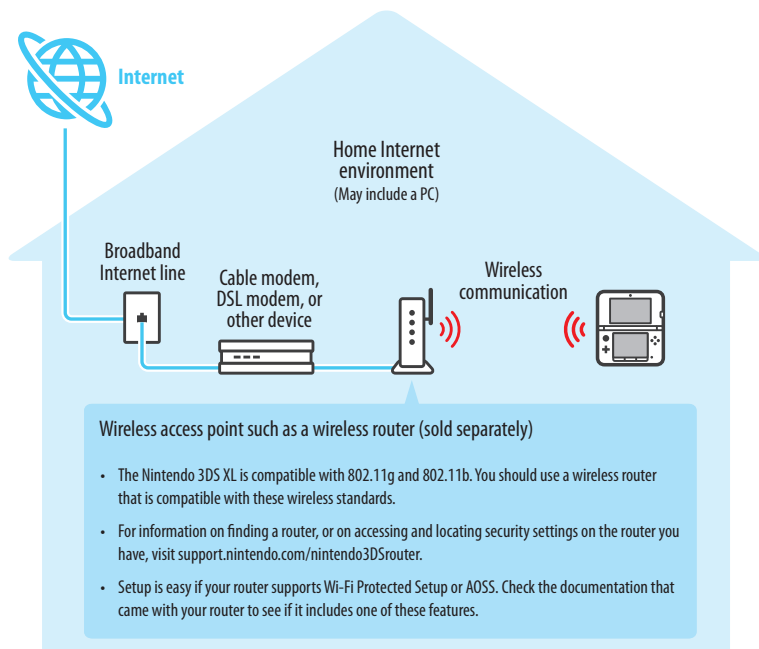 Internet
Home Internet
environment
(May include a PC)
Broadband
Internet line
Cable modem,
DSL modem, or
other device
Wireless
communication
Wireless access point such as a wireless router (sold separately)
• The Nintendo 3DS XL is compatible with 802.11g and 802.11b. You should use a wireless router
that is compatible with these wireless standards.
• For information on finding a router, or on accessing and locating security settings on the router you
have, visit support.nintendo.com/nintendo3DSrouter.
• Setup is easy if your router supports Wi-Fi Protected Setup or AOSS. Check the documentation that
came with your router to see if it includes one of these features.